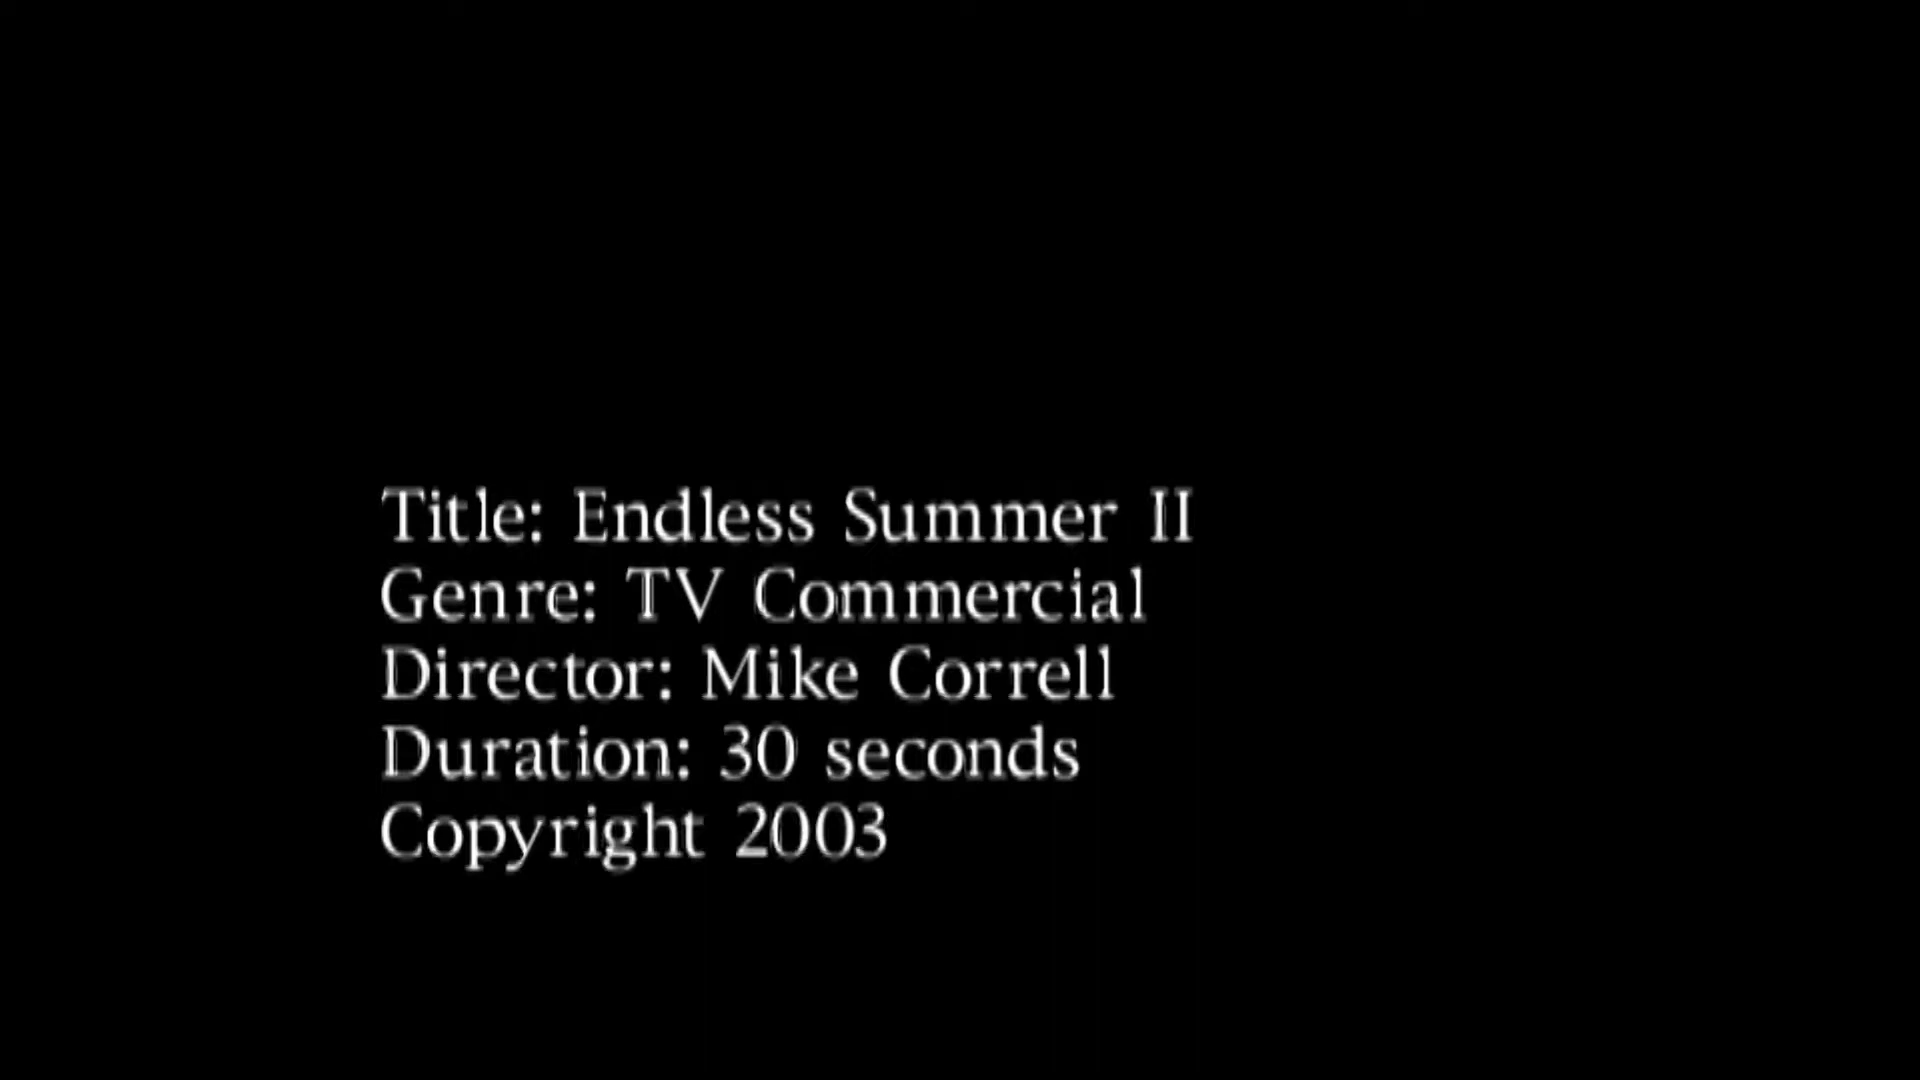 Title: Endless Summer II
Genre: TV Commercial
Director: Mike Correll
Duration: 30 seconds
Copyright 2003